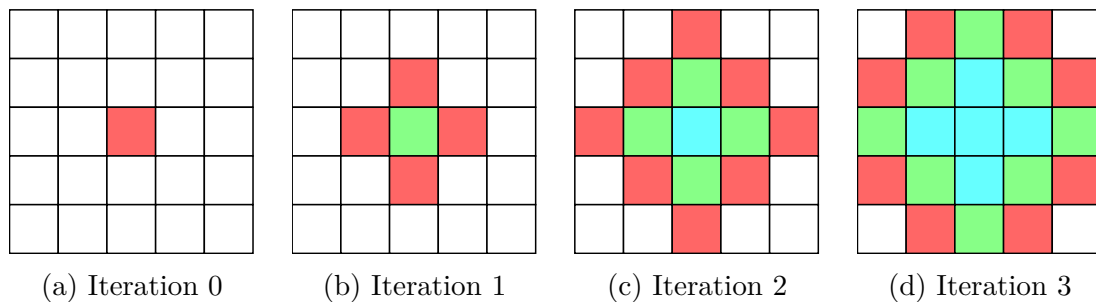 (a) Iteration 0
(b) Iteration 1
(c) Iteration 2
(d) Iteration 3